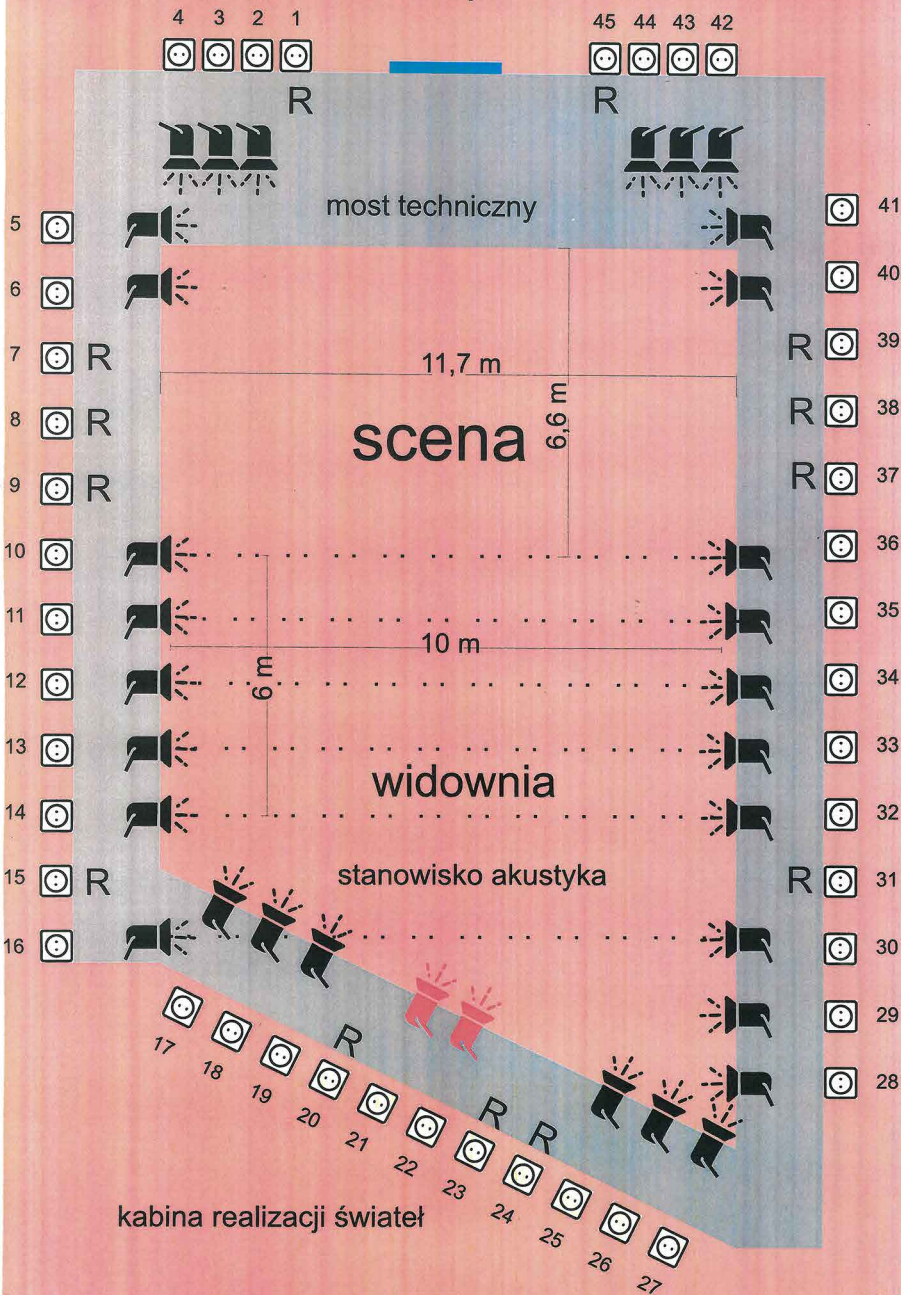 4 3 2 1 45 44 43 42
R R
most techniczny
5 41
6 40
7 R R 39
11,7 m
8 R R 38
6,6 m
scena
9 R R 37
10 36
11 35
10 m
12 34
6 m
13 33
widownia
14 32
stanowisko akustyka
15 R R 31
16 30
29
17 R
18
19 28
20
21 R
22 R
23
24
kabina realizacji świateł
25
26
27